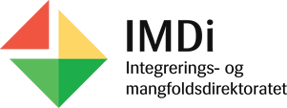 IMDi
Integrerings- og
mangfoldsdirektoratet